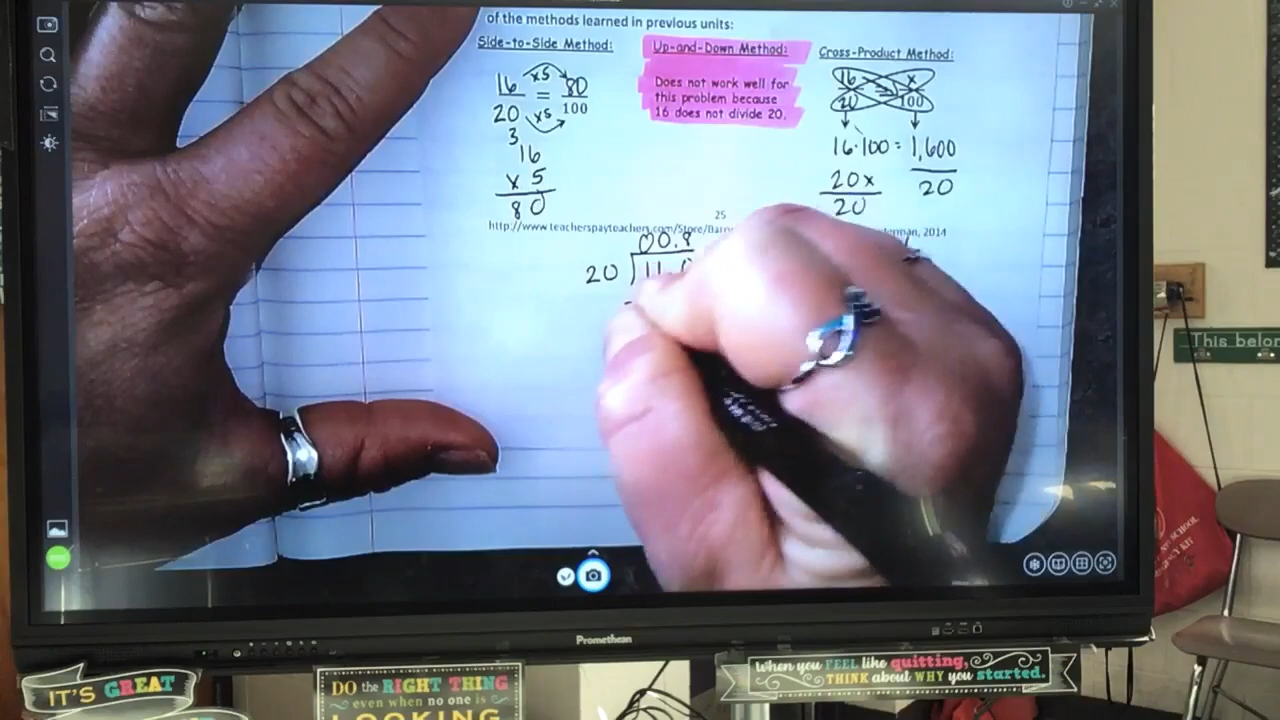 of the methods learned in previous units:
Side-to-Side Method:
16 x5 80
20 = x5 100
3
16
x 5
80
Up-and-Down Method:
Does not work well for
this problem because
16 does not divide 20.
Cross-Product Method:
16 x
20 100
16·100 = 1,600
20x 20
20
25
http://www.teacherspayteachers.com/Store/
2014
00.8
20
This
Promethean
IT'S GREAT
DO the RIGHT THING
even when no one is
LOOKING
When you FEEL like quitting,
THINK about WHY you started.